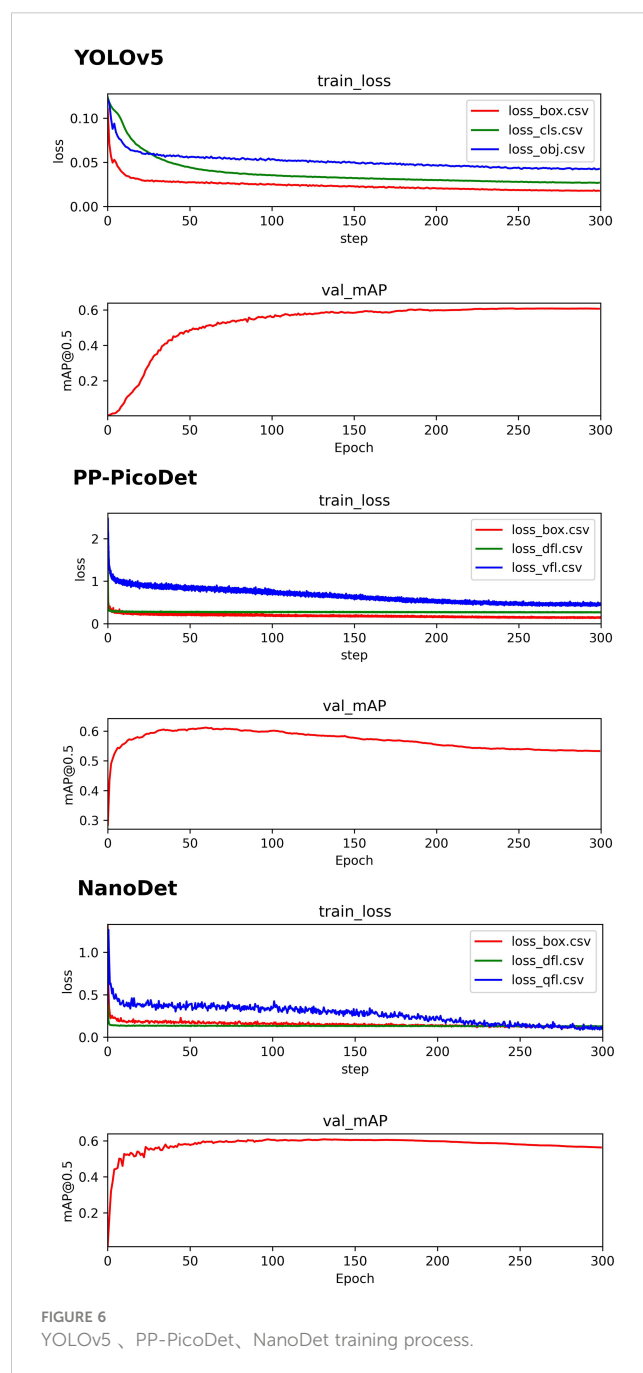 YOLOv5
train_loss
0.10
0.05
0.00
loss
loss_box.csv
loss_cls.csv
loss_obj.csv
0 50 100 150 200 250 300
step
val_mAP
0.6
0.4
0.2
mAP@0.5
0 50 100 150 200 250 300
Epoch
PP-PicoDet
train_loss
2
1
0
loss
loss_box.csv
loss_dfl.csv
loss_vfl.csv
0 50 100 150 200 250 300
step
val_mAP
0.6
0.5
0.4
0.3
mAP@0.5
0 50 100 150 200 250 300
Epoch
NanoDet
train_loss
1.0
0.5
0.0
loss
loss_box.csv
loss_dfl.csv
loss_qfl.csv
0 50 100 150 200 250 300
step
val_mAP
0.6
0.4
0.2
mAP@0.5
0 50 100 150 200 250 300
Epoch
FIGURE 6
YOLOv5 、PP-PicoDet、NanoDet training process.